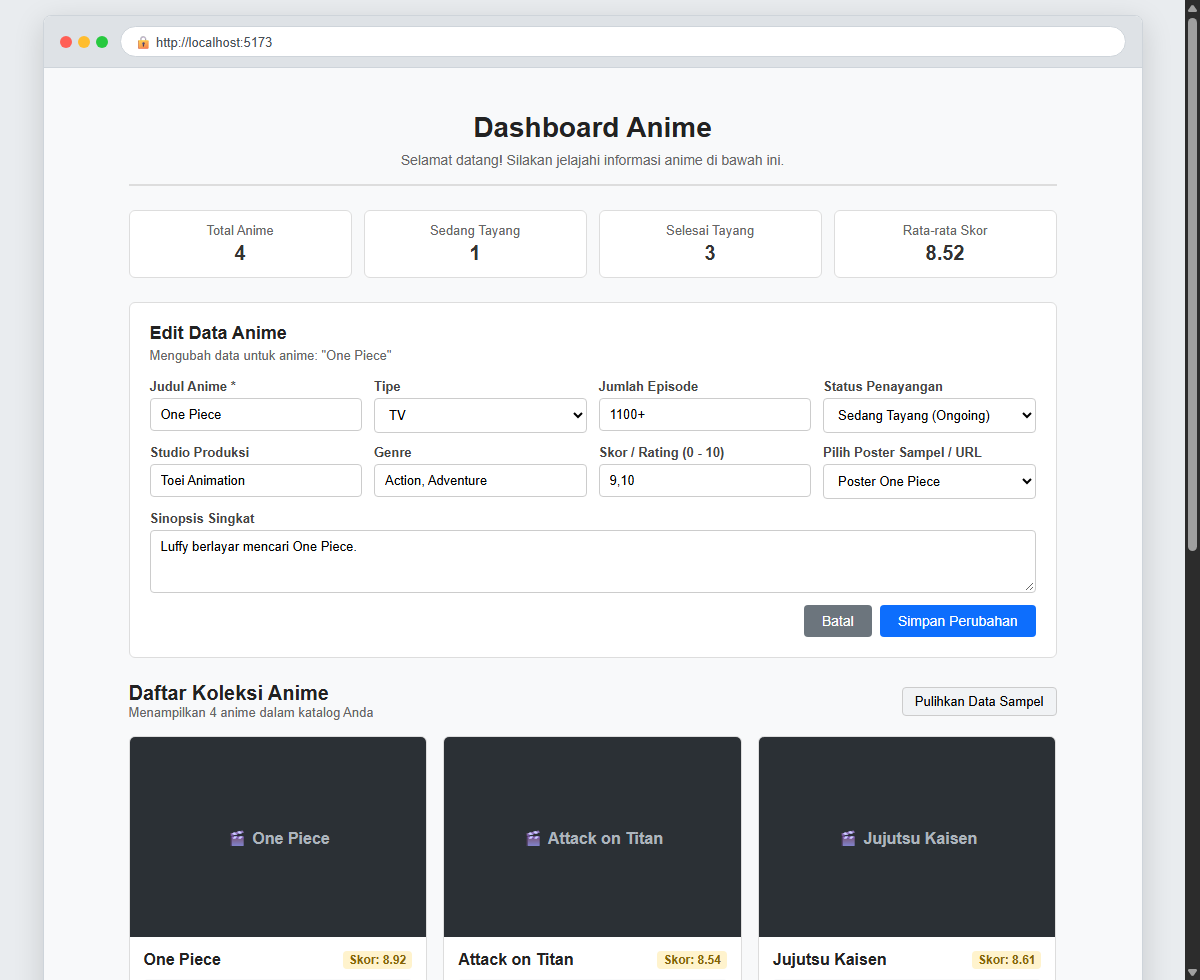 http://localhost:5173
Dashboard Anime
Selamat datang! Silakan jelajahi informasi anime di bawah ini.
Total Anime
4
Sedang Tayang
1
Selesai Tayang
3
Rata-rata Skor
8.52
Edit Data Anime
Mengubah data untuk anime: "One Piece"
Judul Anime *
One Piece
Tipe
TV
Jumlah Episode
1100+
Status Penayangan
Sedang Tayang (Ongoing)
Studio Produksi
Toei Animation
Genre
Action, Adventure
Skor / Rating (0 - 10)
9,10
Pilih Poster Sampel / URL
Poster One Piece
Sinopsis Singkat
Luffy berlayar mencari One Piece.
Batal
Simpan Perubahan
Daftar Koleksi Anime
Menampilkan 4 anime dalam katalog Anda
Pulihkan Data Sampel
One Piece
Attack on Titan
Jujutsu Kaisen
One Piece
Skor: 8.92
Attack on Titan
Skor: 8.54
Jujutsu Kaisen
Skor: 8.61